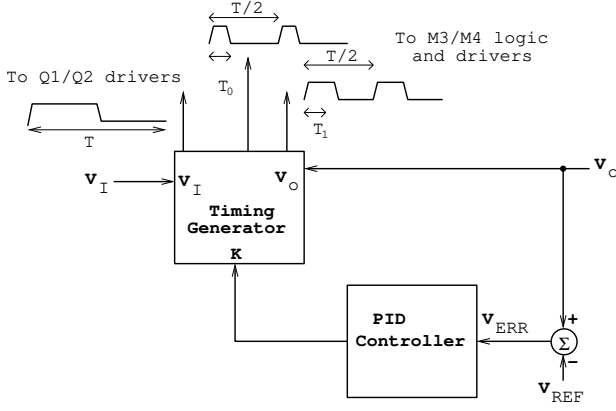 T/2
To M3/M4 logic
and drivers
T/2
To Q1/Q2 drivers
T0
T1
T
VI
VI
VO
Vo
Timing
Generator
K
PID
Controller
VERR
+
Σ
−
VREF